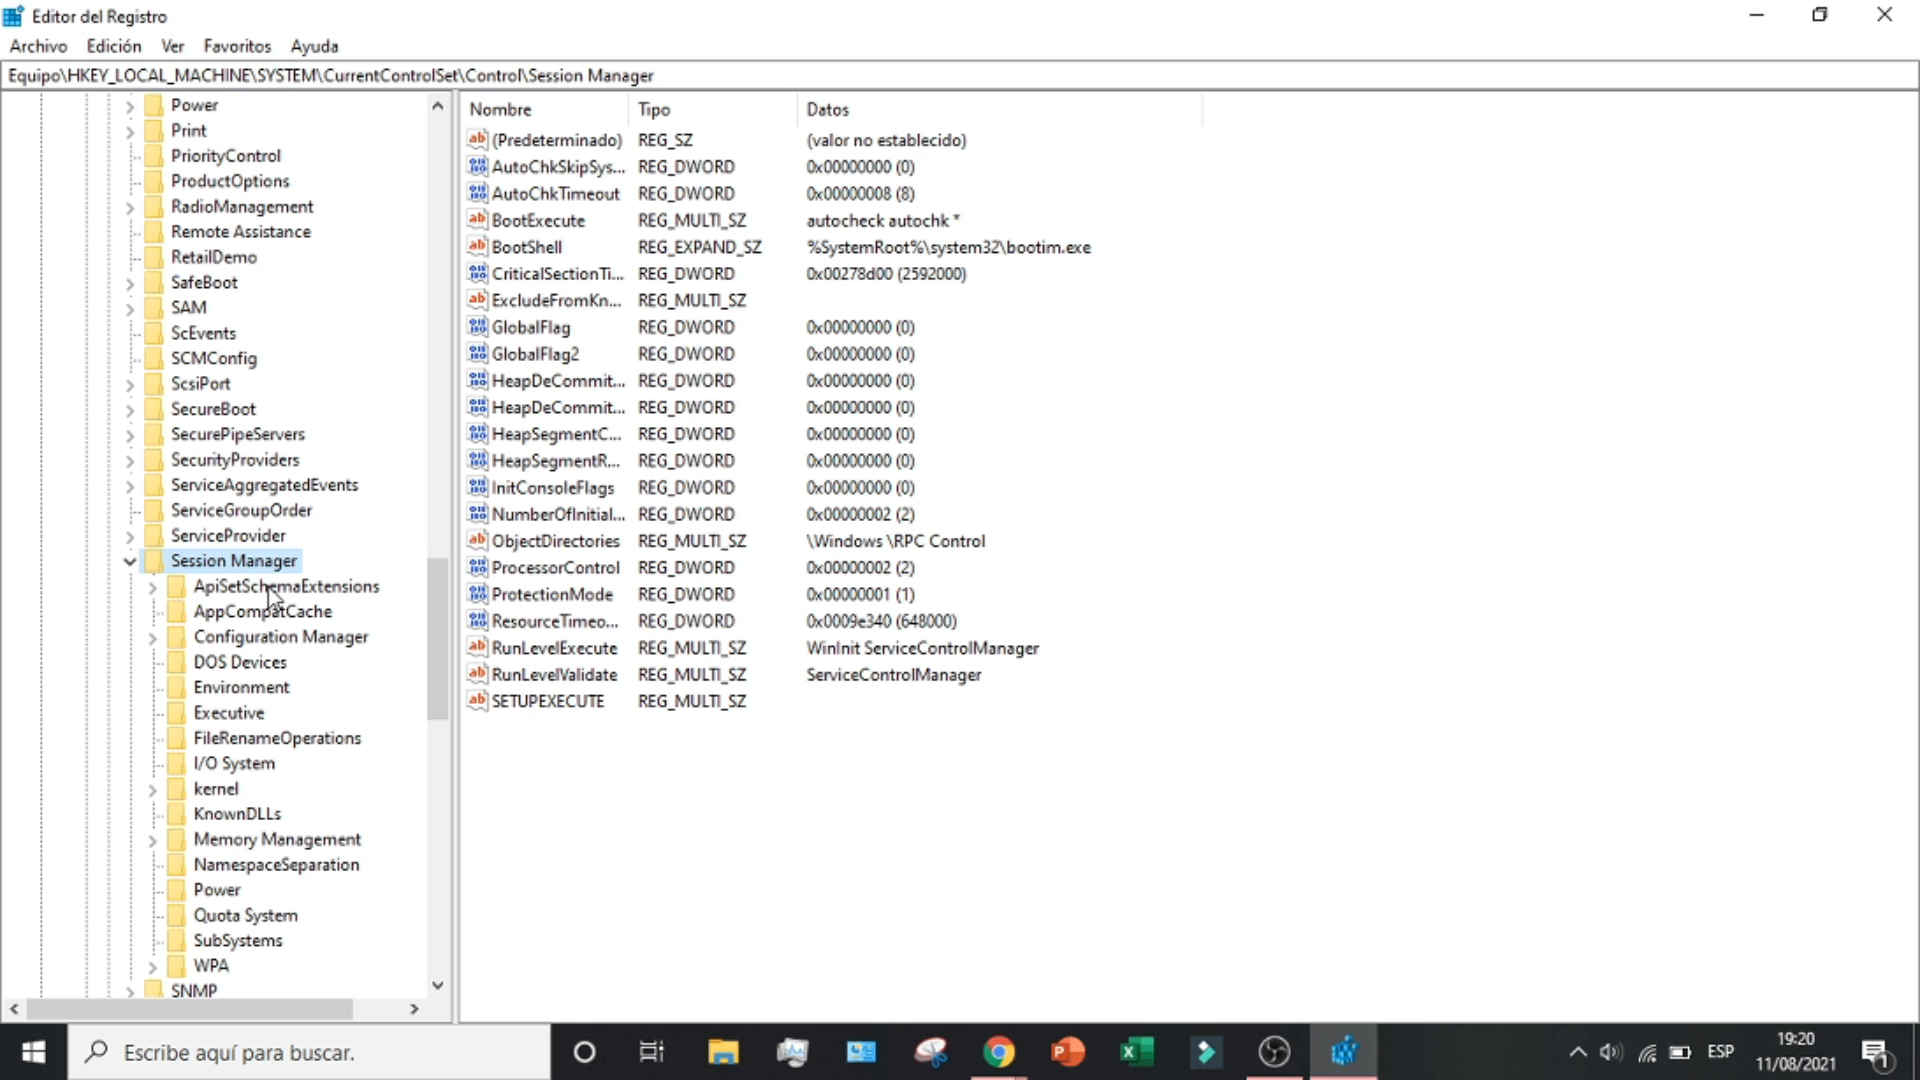 Editor del Registro
Archivo Edición Ver Favoritos Ayuda
Equipo\HKEY_LOCAL_MACHINE\SYSTEM\CurrentControlSet\Control\Session Manager
Power
Print
PriorityControl
ProductOptions
RadioManagement
Remote Assistance
RetailDemo
SafeBoot
SAM
ScEvents
SCMConfig
ScsiPort
SecureBoot
SecurePipeServers
SecurityProviders
ServiceAggregatedEvents
ServiceGroupOrder
ServiceProvider
Session Manager
ApiSetSchemaExtensions
AppCompatCache
Configuration Manager
DOS Devices
Environment
Executive
FileRenameOperations
I/O System
kernel
KnownDLLs
Memory Management
NamespaceSeparation
Power
Quota System
SubSystems
WPA
SNMP
Nombre Tipo Datos
(Predeterminado) REG_SZ (valor no establecido)
AutoChkSkipSys... REG_DWORD 0x00000000 (0)
AutoChkTimeout REG_DWORD 0x00000008 (8)
BootExecute REG_MULTI_SZ autocheck autochk *
BootShell REG_EXPAND_SZ %SystemRoot%\system32\bootim.exe
CriticalSectionTi... REG_DWORD 0x00278d00 (2592000)
ExcludeFromKn... REG_MULTI_SZ
GlobalFlag REG_DWORD 0x00000000 (0)
GlobalFlag2 REG_DWORD 0x00000000 (0)
HeapDeCommit... REG_DWORD 0x00000000 (0)
HeapDeCommit... REG_DWORD 0x00000000 (0)
HeapSegmentC... REG_DWORD 0x00000000 (0)
HeapSegmentR... REG_DWORD 0x00000000 (0)
InitConsoleFlags REG_DWORD 0x00000000 (0)
NumberOfInitial... REG_DWORD 0x00000002 (2)
ObjectDirectories REG_MULTI_SZ \Windows \RPC Control
ProcessorControl REG_DWORD 0x00000002 (2)
ProtectionMode REG_DWORD 0x00000001 (1)
ResourceTimeo... REG_DWORD 0x0009e340 (648000)
RunLevelExecute REG_MULTI_SZ WinInit ServiceControlManager
RunLevelValidate REG_MULTI_SZ ServiceControlManager
SETUPEXECUTE REG_MULTI_SZ
Escribe aquí para buscar.
ESP
19:20
11/08/2021
1